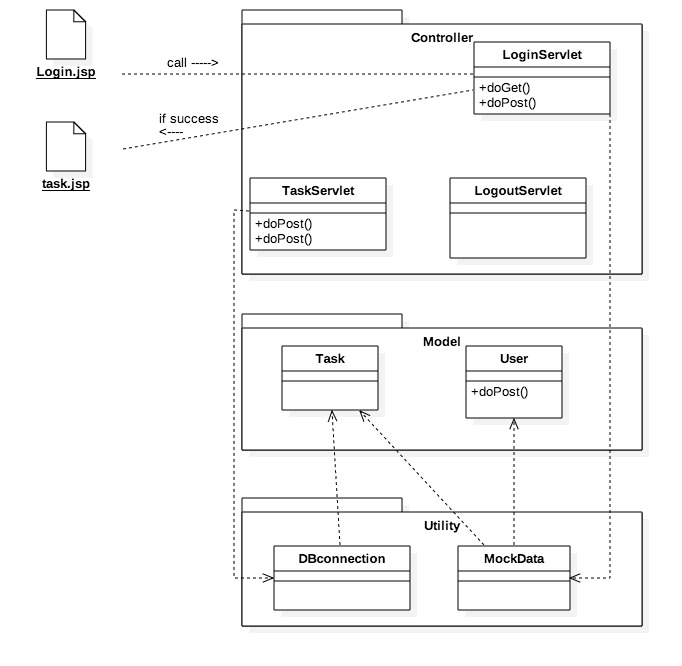 Controller
LoginServlet
+doGet()
+doPost()
Login.jsp
call ----->
if success
<----
task.jsp
TaskServlet
+doPost()
+doPost()
LogoutServlet
Model
Task
User
+doPost()
Utility
DBconnection
MockData